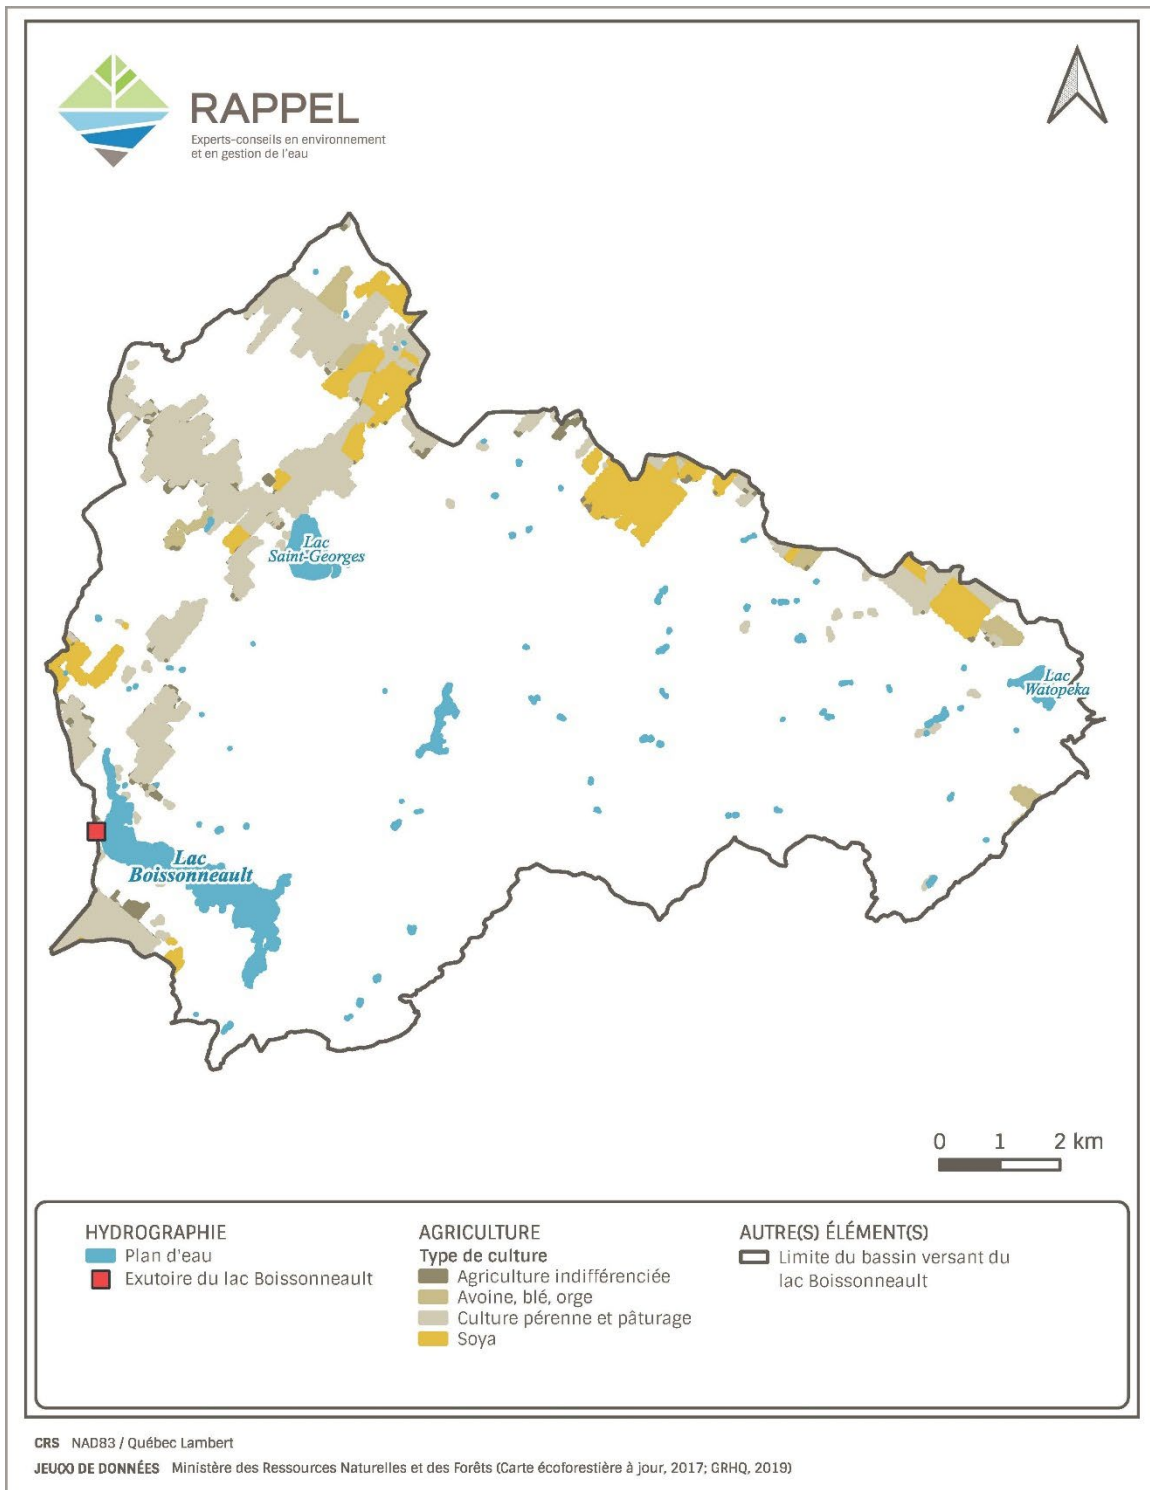 RAPPEL
Experts-conseils en environnement
et en gestion de l'eau
Lac
Saint-Georges
Lac
Watopeka
Lac
Boissonneault
0 1 2 km
HYDROGRAPHIE
Plan d'eau
Exutoire du lac Boissonneault
AGRICULTURE
Type de culture
Agriculture indifférenciée
Avoine, blé, orge
Culture pérenne et pâturage
Soya
AUTRE(S) ÉLÉMENT(S)
Limite du bassin versant du
lac Boissonneault
CRS NAD83 / Québec Lambert
JEU(X) DE DONNÉES Ministère des Ressources Naturelles et des Forêts (Carte écoforestière à jour, 2017; GRHQ, 2019)